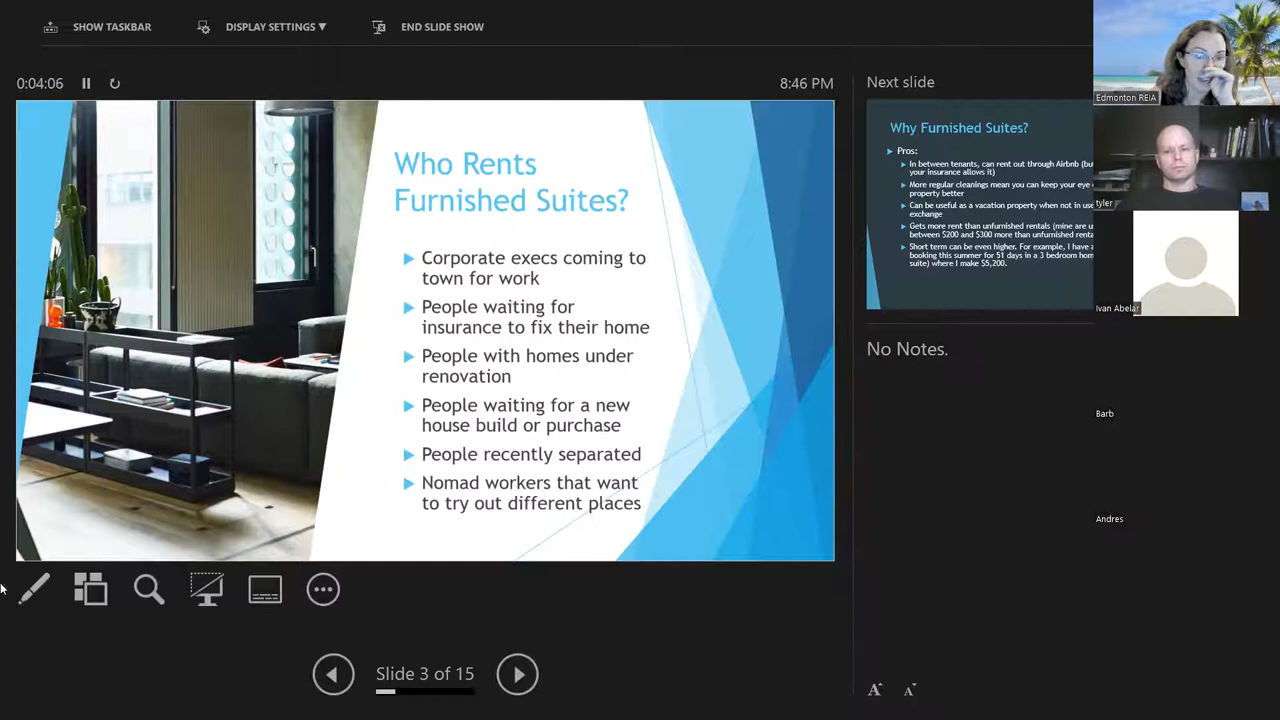 SHOW TASKBAR
DISPLAY SETTINGS ▼
END SLIDE SHOW
0:04:06
8:46 PM
Who Rents
Furnished Suites?
Corporate execs coming to
town for work
People waiting for
insurance to fix their home
People with homes under
renovation
People waiting for a new
house build or purchase
People recently separated
Nomad workers that want
to try out different places
Slide 3 of 15
Next slide
Why Furnished Suites?
Pros:
In between tenants, can rent out through Airbnb (bu
your insurance allows it)
More regular cleanings mean you can keep your eye
property better
Can be useful as a vacation property when not in use
exchange
Gets more rent than unfurnished rentals (mine are u
between $200 and $300 more than unfurnished renta
Short term can be even higher. For example, I have a
booking this summer for 51 days in a 3 bedroom hom
suite) where I make $5,200.
No Notes.
A A
Edmonton REIA
tyler
Ivan Abelar
Barb
Andres